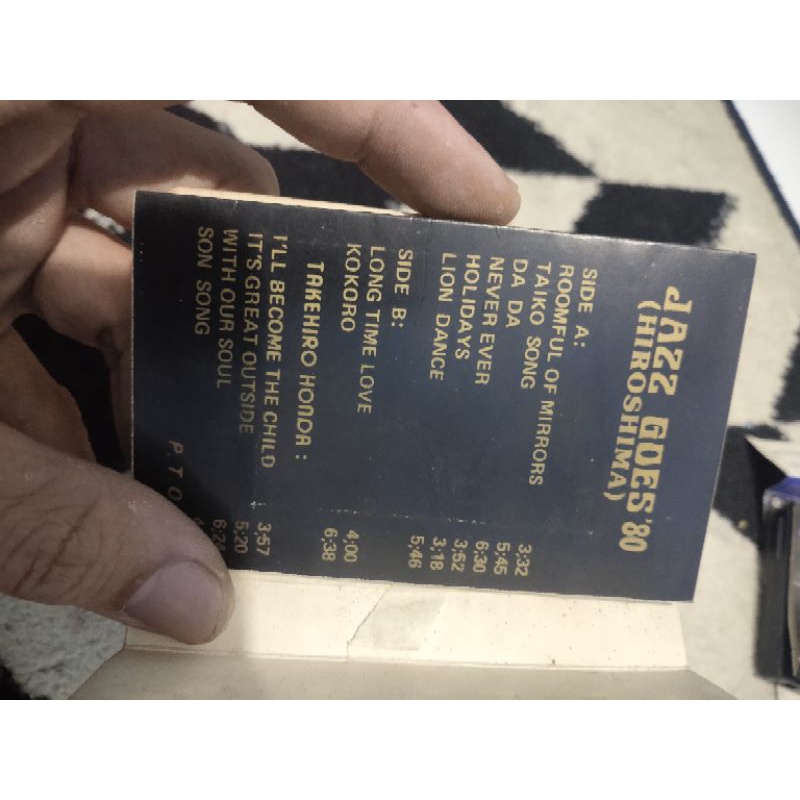 JAZZ GOES '80
(HIROSHIMA)
SIDE A:
ROOMFUL OF MIRRORS 3:32
TAIKO SONG 5:45
DA DA 6:30
NEVER EVER 3;52
HOLIDAYS 3;18
LION DANCE 5;46
SIDE B:
LONG TIME LOVE 4;00
KOKORO 6;38
TAKEHIRO HONDA :
I'LL BECOME THE CHILD 3;57
IT'S GREAT OUTSIDE 5;20
WITH OUR SOUL
SON SONG
P.T.O